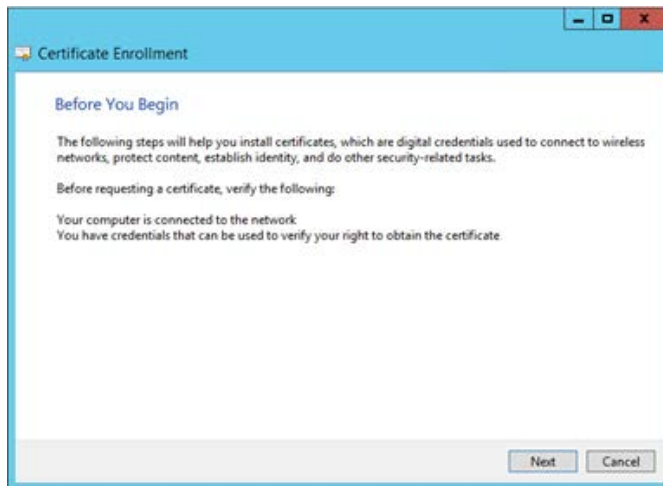 Certificate Enrollment
Before You Begin
The following steps will help you install certificates, which are digital credentials used to connect to wireless
networks, protect content, establish identity, and do other security-related tasks.
Before requesting a certificate, verify the following:
Your computer is connected to the network
You have credentials that can be used to verify your right to obtain the certificate
Next Cancel